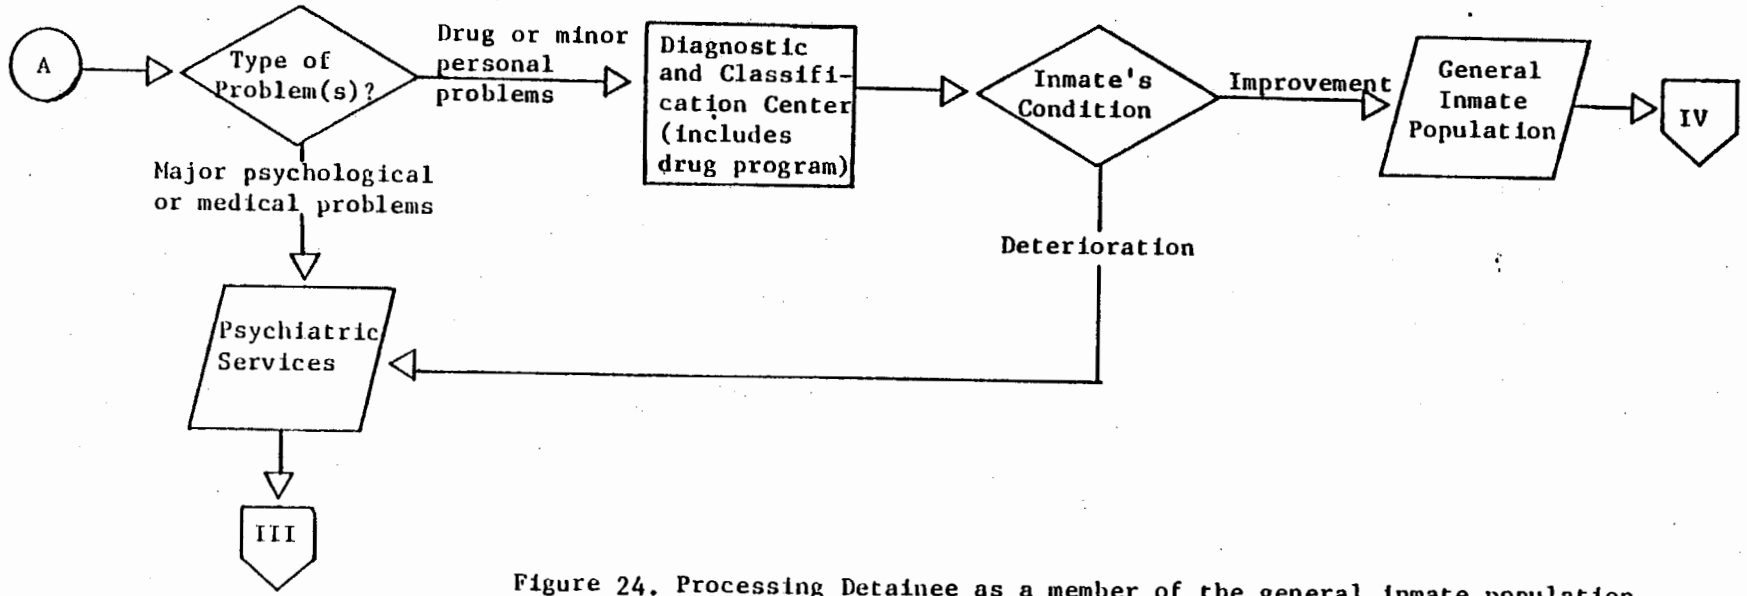 A
Type of
Problem(s)?
Drug or minor
personal
problems
Diagnostic
and Classifi-
cation Center
(includes
drug program)
Inmate's
Condition
Improvement
General
Inmate
Population
IV
Major psychological
or medical problems
Deterioration
Psychiatric
Services
III
Figure 24. Processing Detainee as a member of the general inmate population